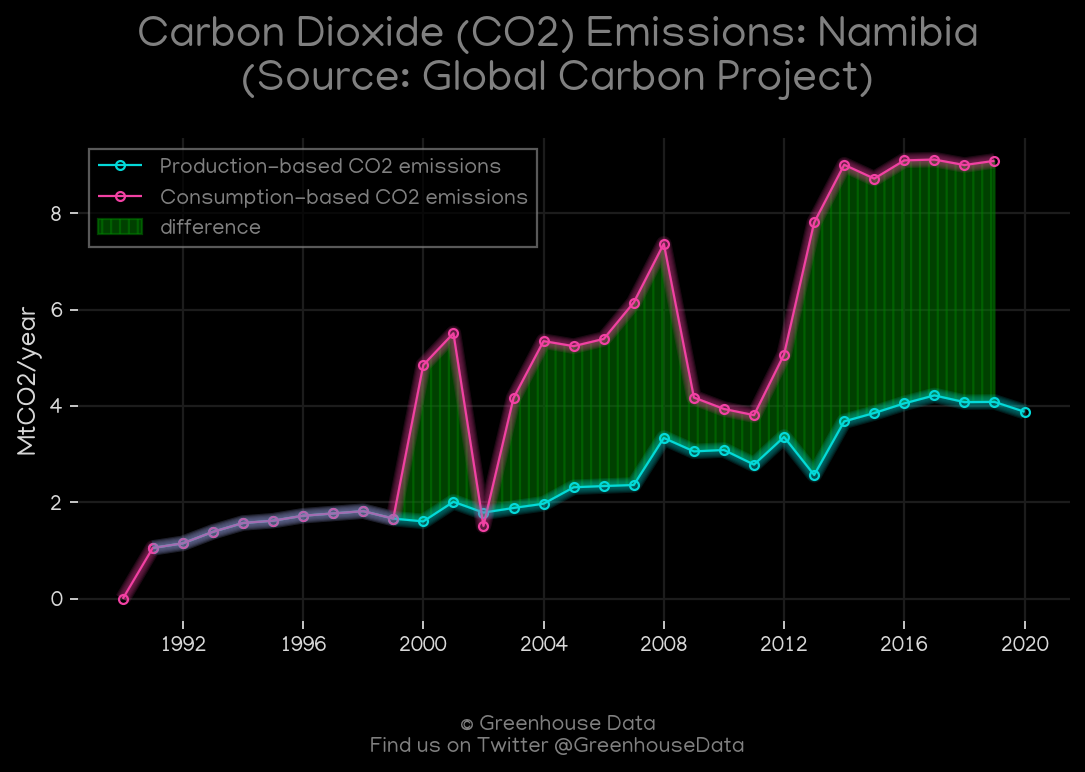 Carbon Dioxide (CO2) Emissions: Namibia
(Source: Global Carbon Project)
Production-based CO2 emissions
Consumption-based CO2 emissions
difference
MtCO2/year
8
6
4
2
0
1992 1996 2000 2004 2008 2012 2016 2020
© Greenhouse Data
Find us on Twitter @GreenhouseData